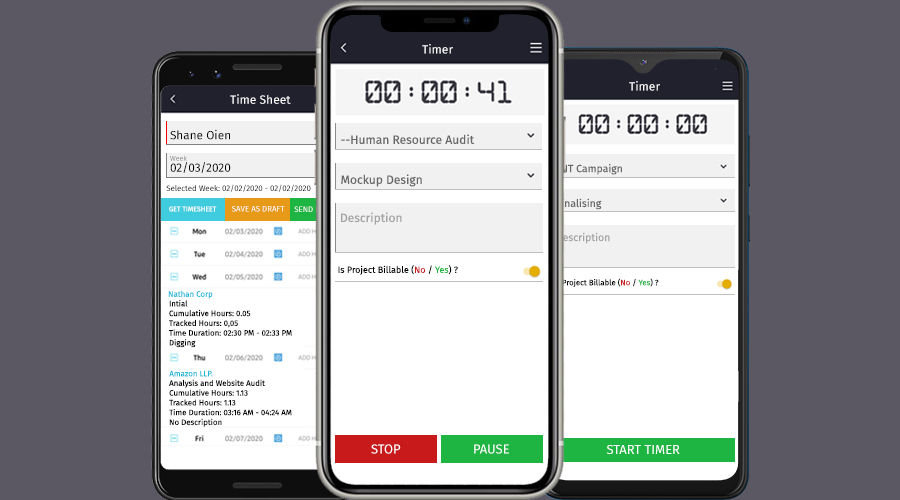 Time Sheet
Shane Oien
Week
02/03/2020
Selected Week: 02/02/2020 - 02/02/2020
GET TIMESHEET SAVE AS DRAFT SEND
Mon 02/03/2020 ADD H
Tue 02/04/2020 ADD H
Wed 02/05/2020 ADD H
Nathan Corp
Intial
Cumulative Hours: 0.05
Tracked Hours: 0,05
Time Duration: 02:30 PM - 02:33 PM
Digging
Thu 02/06/2020 ADD H
Amazon LLP.
Analysis and Website Audit
Cumulative Hours: 1.13
Tracked Hours: 1.13
Time Duration: 03:16 AM - 04:24 AM
No Description
Fri 02/07/2020 ADD H
Timer
00:00:41
--Human Resource Audit
Mockup Design
Description
Is Project Billable (No / Yes) ?
STOP PAUSE
Timer
00:00:00
NT Campaign
nalising
escription
Project Billable (No / Yes) ?
START TIMER